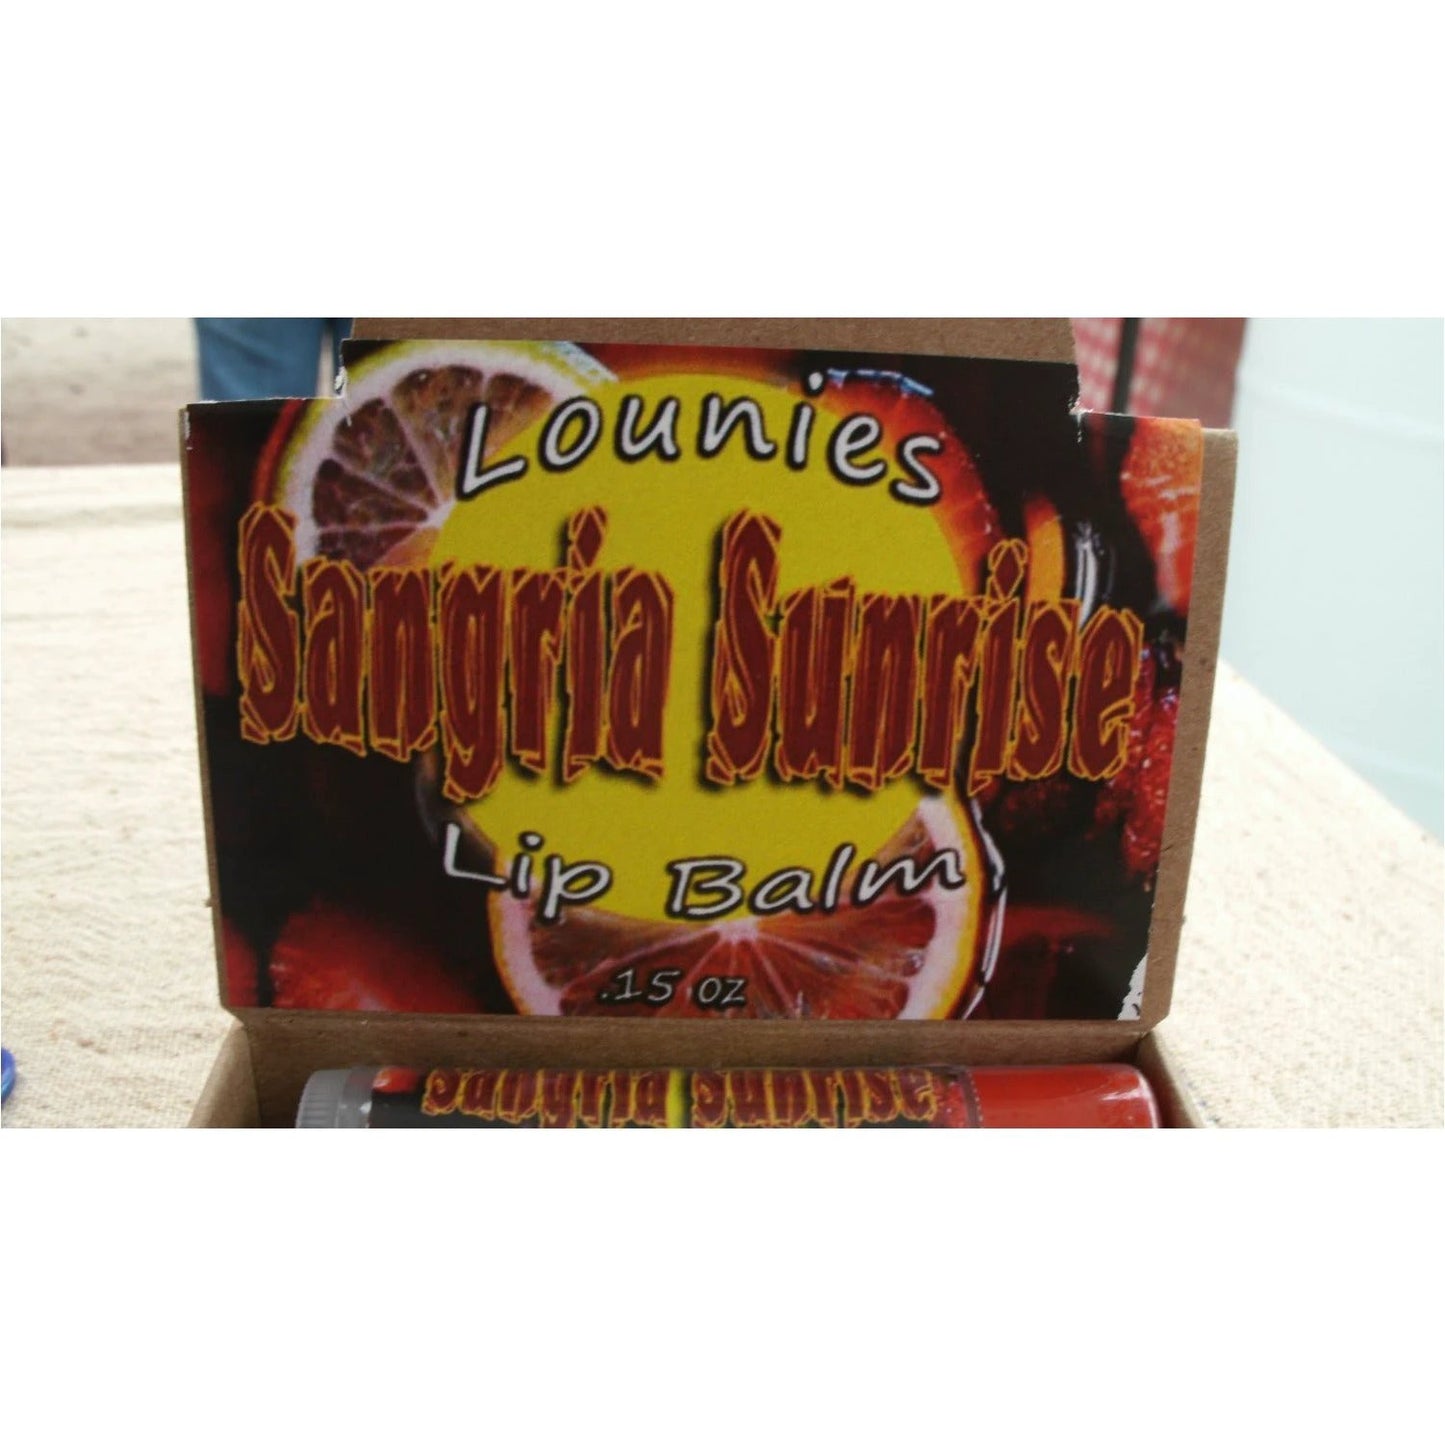 Lounies
Sangria Sunrise
Lip Balm
.15 oz
Sangria Sunrise